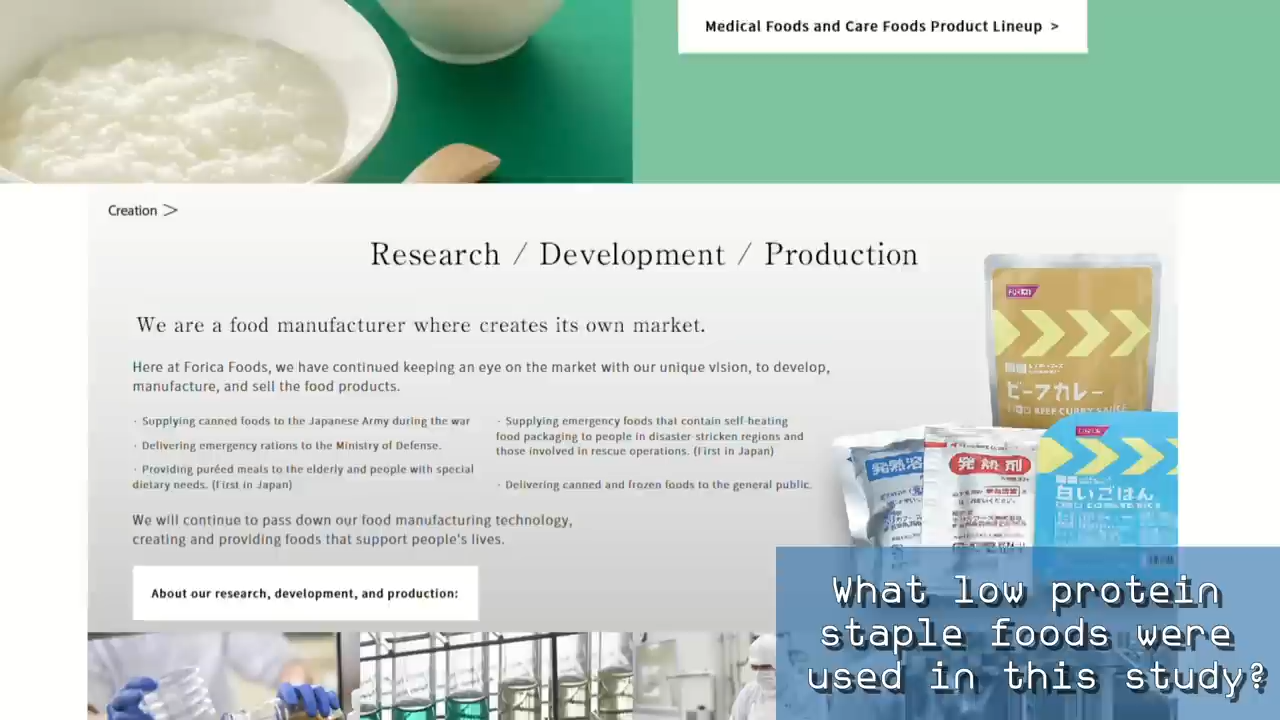 Medical Foods and Care Foods Product Lineup >
Creation >
Research / Development / Production
We are a food manufacturer where creates its own market.
Here at Forica Foods, we have continued keeping an eye on the market with our unique vision, to develop,
manufacture, and sell the food products.
· Supplying canned foods to the Japanese Army during the war
· Delivering emergency rations to the Ministry of Defense.
· Providing puréed meals to the elderly and people with special
dietary needs. (First in Japan)
· Supplying emergency foods that contain self-heating
food packaging to people in disaster-stricken regions and
those involved in rescue operations. (First in Japan)
· Delivering canned and frozen foods to the general public.
We will continue to pass down our food manufacturing technology,
creating and providing foods that support people's lives.
About our research, development, and production:
ビーフカレー
BEEF CURRY SAUCE
発熱溶
発熱剤
白いごはん
What low protein
staple foods were
used in this study?